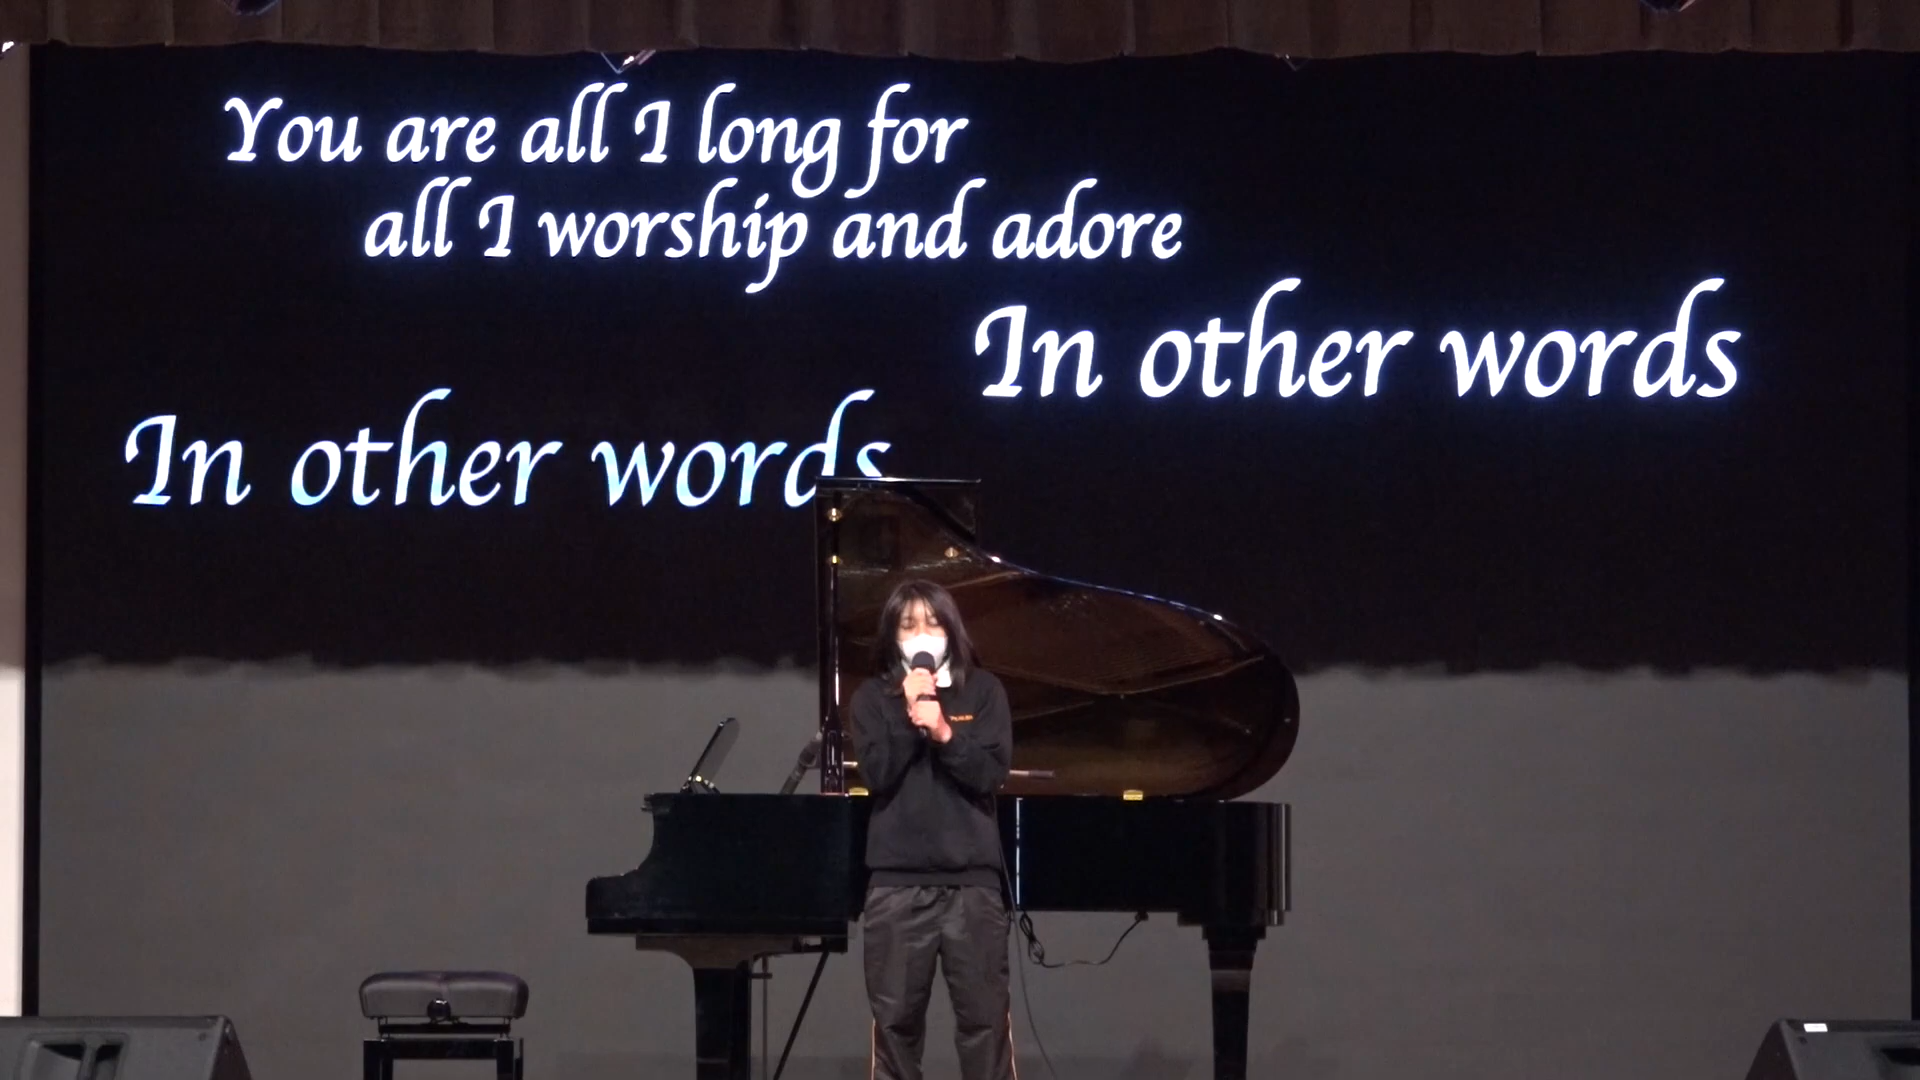 You are all I long for
all I worship and adore
In other words
In other words